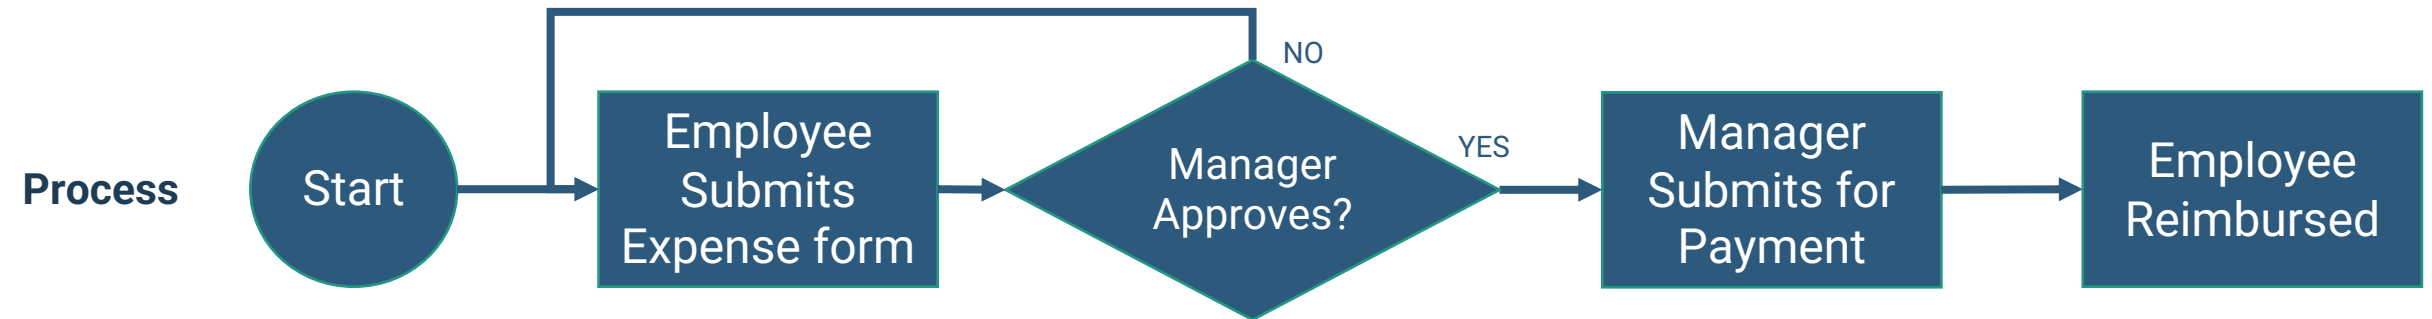 Process
Start
Employee
Submits
Expense form
Manager
Approves?
NO
YES
Manager
Submits for
Payment
Employee
Reimbursed